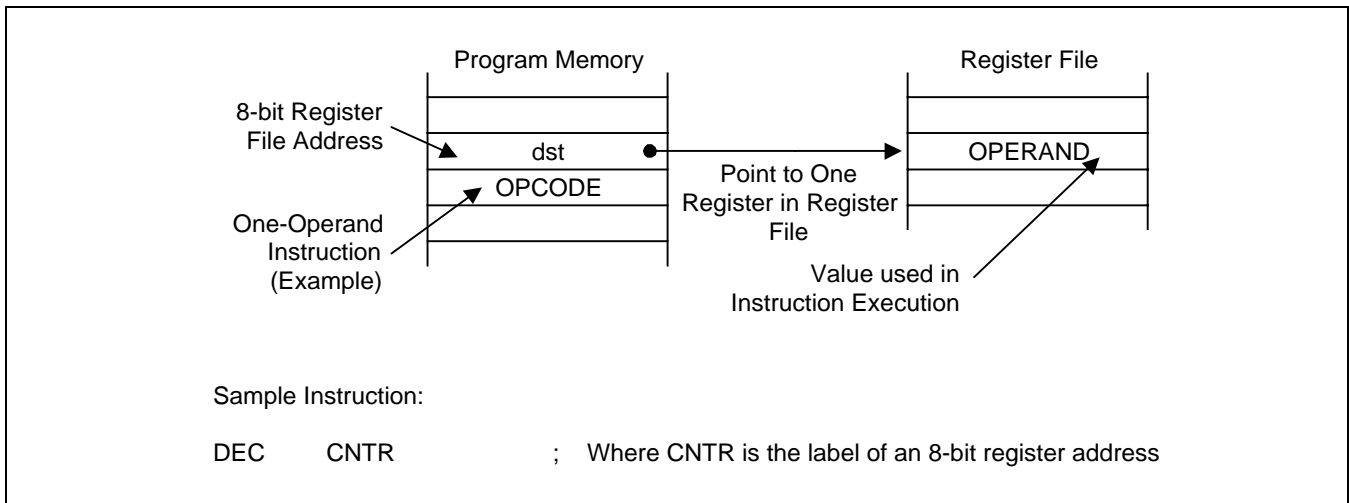 Program Memory
Register File
8-bit Register
File Address
dst
OPERAND
OPCODE
Point to One
Register in Register
File
One-Operand
Instruction
(Example)
Value used in
Instruction Execution
Sample Instruction:
DEC CNTR ; Where CNTR is the label of an 8-bit register address